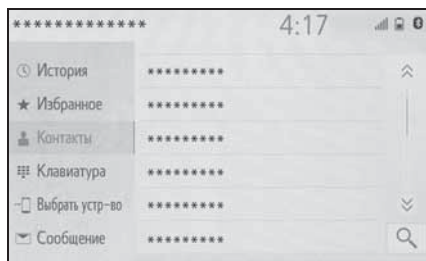 ************* 4:17
История *********
Избранное *********
Контакты *********
Клавиатура *********
Выбрать устр-во *********
Сообщение *********